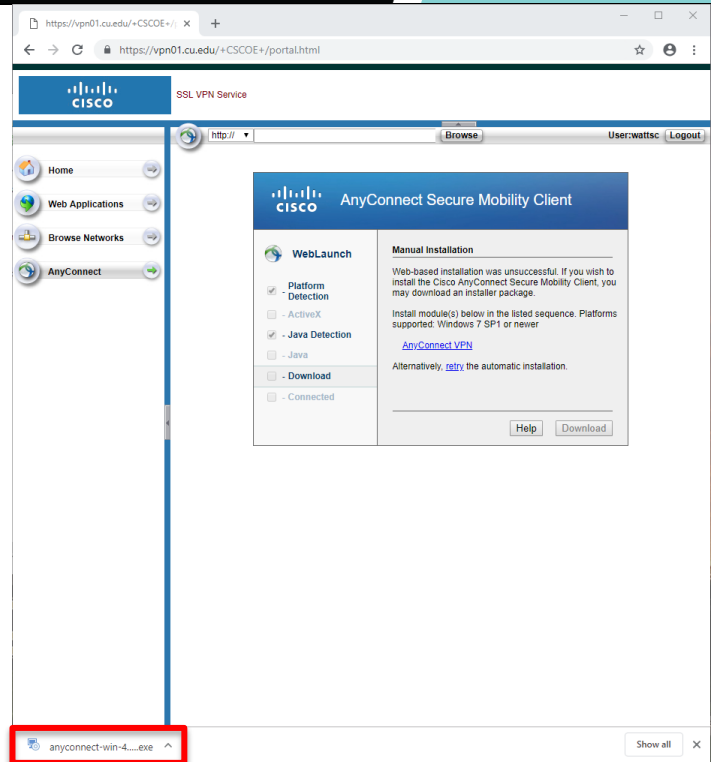 https://vpn01.cu.edu/+CSCOE+/
https://vpn01.cu.edu/+CSCOE+/portal.html
CISCO
SSL VPN Service
http://
Browse
User:wattsc
Logout
Home
Web Applications
Browse Networks
AnyConnect
CISCO
AnyConnect Secure Mobility Client
WebLaunch
- Platform
Detection
- ActiveX
- Java Detection
- Java
- Download
- Connected
Manual Installation
Web-based installation was unsuccessful. If you wish to
install the Cisco AnyConnect Secure Mobility Client, you
may download an installer package.
Install module(s) below in the listed sequence. Platforms
supported: Windows 7 SP1 or newer
AnyConnect VPN
Alternatively, retry the automatic installation.
Help
Download
anyconnect-win-4.....exe
Show all